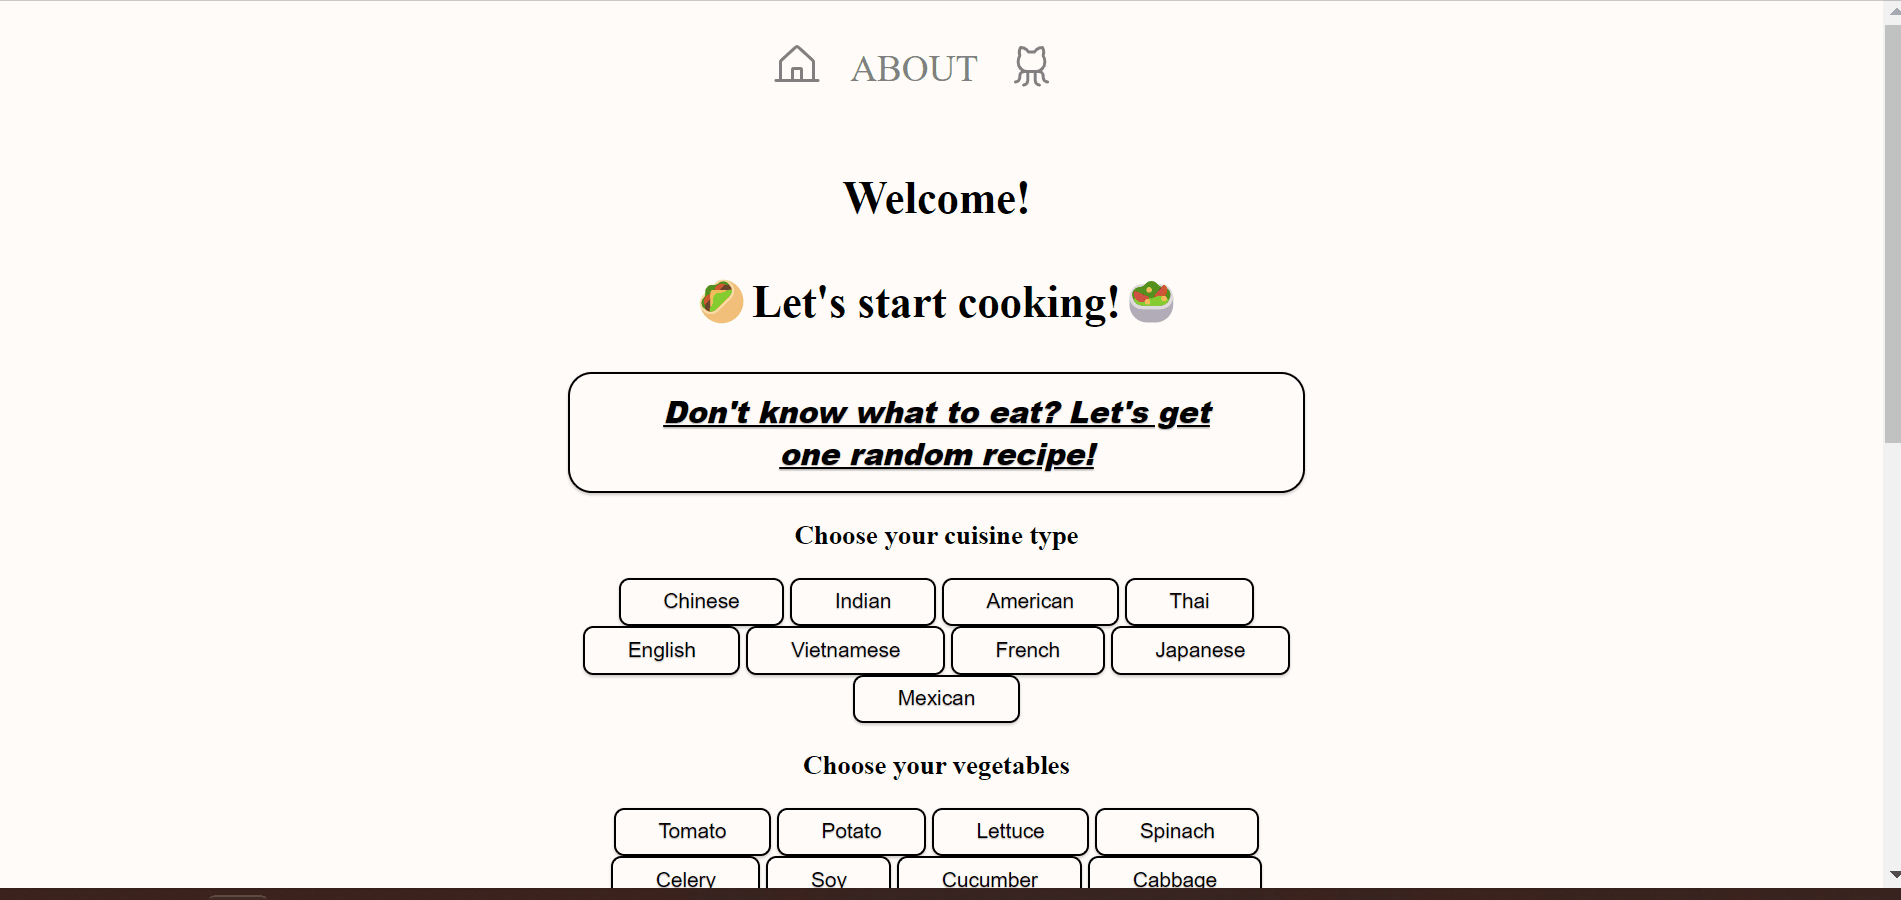 ABOUT
Welcome!
Let's start cooking!
Don't know what to eat? Let's get
one random recipe!
Choose your cuisine type
Chinese Indian American Thai
English Vietnamese French Japanese
Mexican
Choose your vegetables
Tomato Potato Lettuce Spinach
Celery Soy Cucumber Cabbage